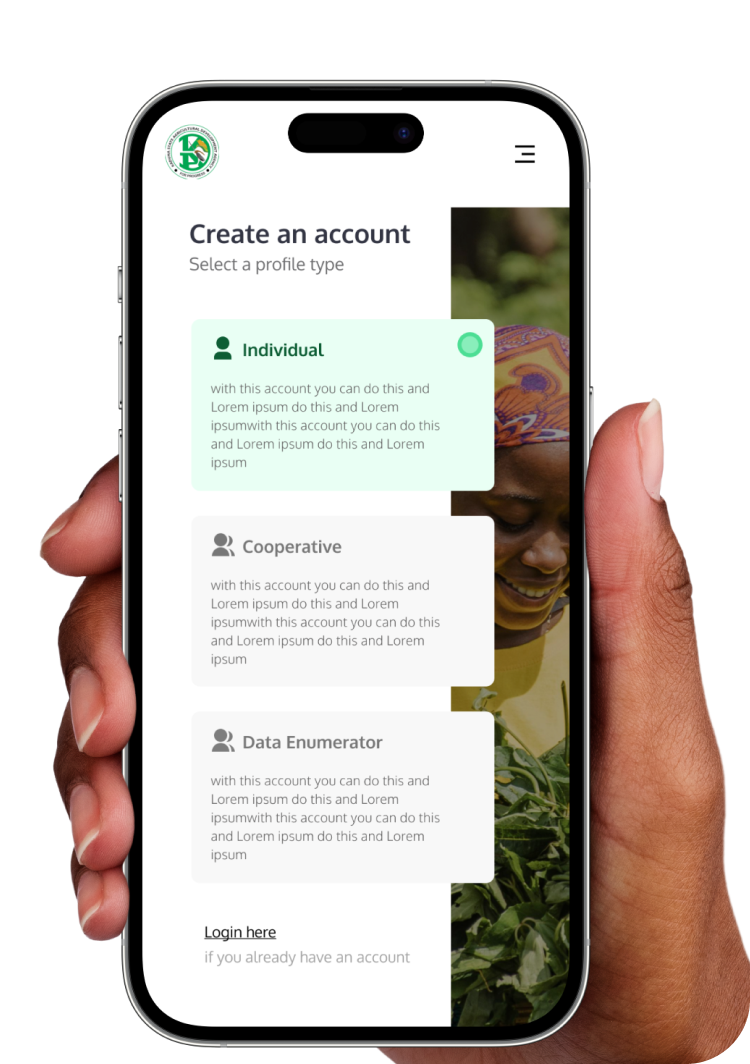 Create an account
Select a profile type
Individual
with this account you can do this and
Lorem ipsum do this and Lorem
ipsumwith this account you can do this
and Lorem ipsum do this and Lorem
ipsum
Cooperative
with this account you can do this and
Lorem ipsum do this and Lorem
ipsumwith this account you can do this
and Lorem ipsum do this and Lorem
ipsum
Data Enumerator
with this account you can do this and
Lorem ipsum do this and Lorem
ipsumwith this account you can do this
and Lorem ipsum do this and Lorem
ipsum
Login here
if you already have an account